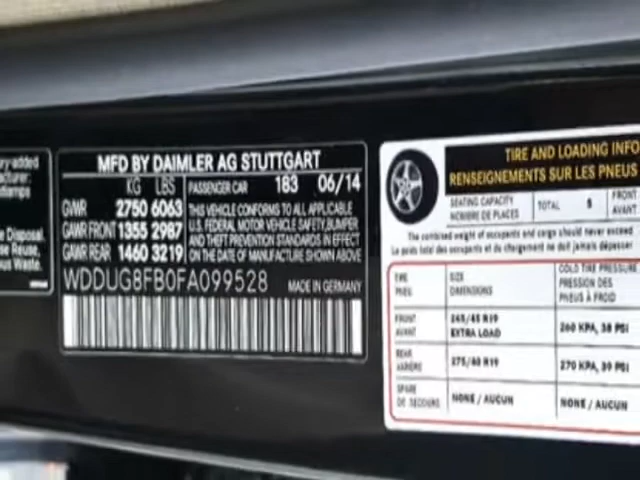 MFD BY DAIMLER AG STUTTGART
KG LBS PASSENGER CAR 183 06/14
GVWR 2750 6063
GAWR FRONT 1355 2987
GAWR REAR 1460 3219
THIS VEHICLE CONFORMS TO ALL APPLICABLE
U.S. FEDERAL MOTOR VEHICLE SAFETY, BUMPER
AND THEFT PREVENTION STANDARDS IN EFFECT
ON THE DATE OF MANUFACTURE SHOWN ABOVE
WDDUG8FB0FA099528 MADE IN GERMANY
TIRE AND LOADING INFO
RENSEIGNEMENTS SUR LES PNEUS
SEATING CAPACITY
NOMBRE DE PLACES
TOTAL 5
FRONT
AVANT
The combined weight of occupants and cargo should never exceed
Le poids total des occupants et du chargement ne doit jamais dépasser
TIRE
PNEU
SIZE
DIMENSIONS
COLD TIRE PRESSURE
PRESSION DES
PNEUS À FROID
FRONT
AVANT
245/45 R19
EXTRA LOAD
260 KPA, 38 PSI
REAR
ARRIÈRE
275/40 R19
270 KPA, 39 PSI
SPARE
DE SECOURS
NONE / AUCUN
NONE / AUCUN